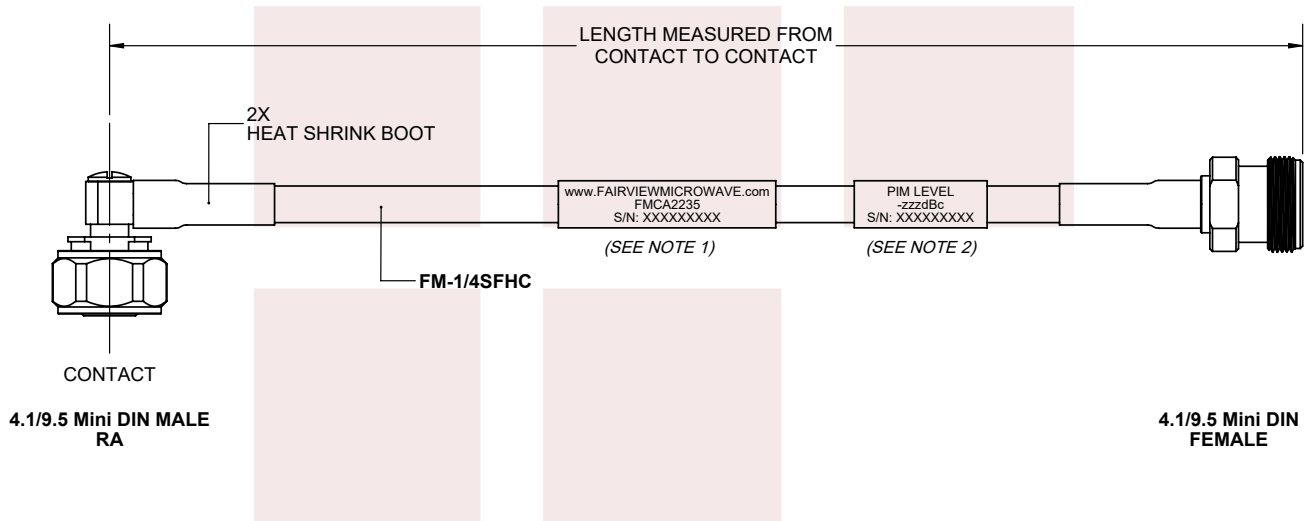 LENGTH MEASURED FROM
CONTACT TO CONTACT
2X
HEAT SHRINK BOOT
www.FAIRVIEWMICROWAVE.com
FMCA2235
S/N: XXXXXXXXX
PIM LEVEL
-zzzdBc
S/N: XXXXXXXXX
(SEE NOTE 1)
(SEE NOTE 2)
FM-1/4SFHC
CONTACT
4.1/9.5 Mini DIN MALE
RA
4.1/9.5 Mini DIN
FEMALE